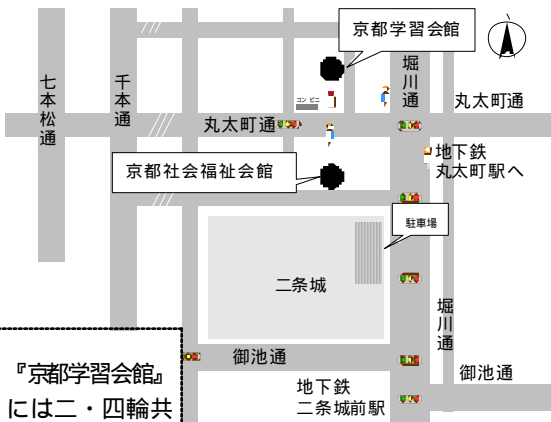 京都学習会館
七本松通
千本通
堀川通
コンビニ
丸太町通
丸太町通
地下鉄
丸太町駅へ
京都社会福祉会館
駐車場
二条城
堀川通
御池通
御池通
地下鉄
二条城前駅
『京都学習会館』
には二・四輪共